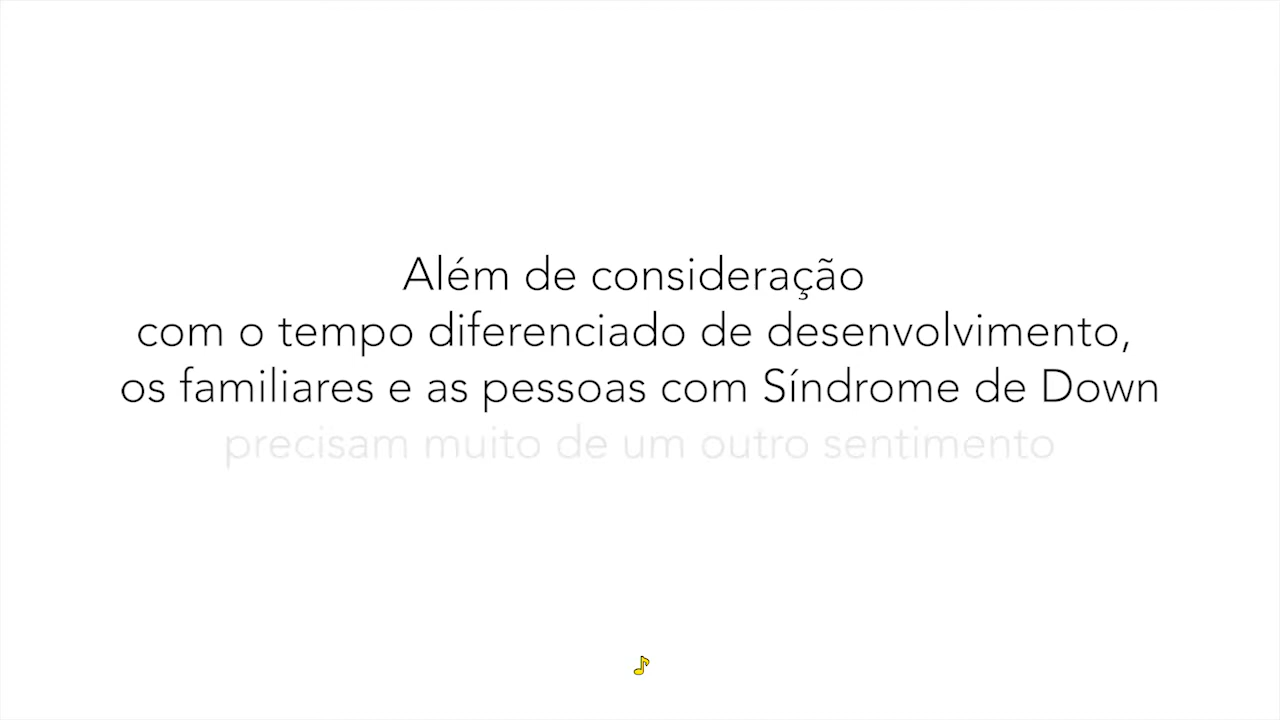 Além de consideração
com o tempo diferenciado de desenvolvimento,
os familiares e as pessoas com Síndrome de Down
precisam muito de um outro sentimento
♪